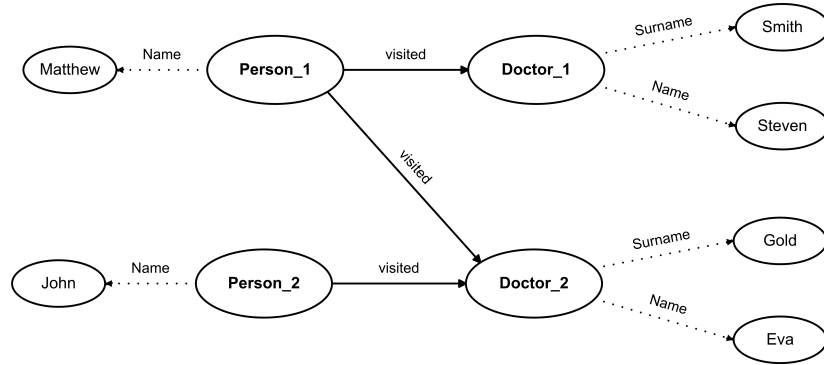 Surname
Smith
Name
visited
Matthew
Person_1
Doctor_1
Name
Steven
visited
Surname
Gold
Name
visited
John
Person_2
Doctor_2
Name
Eva